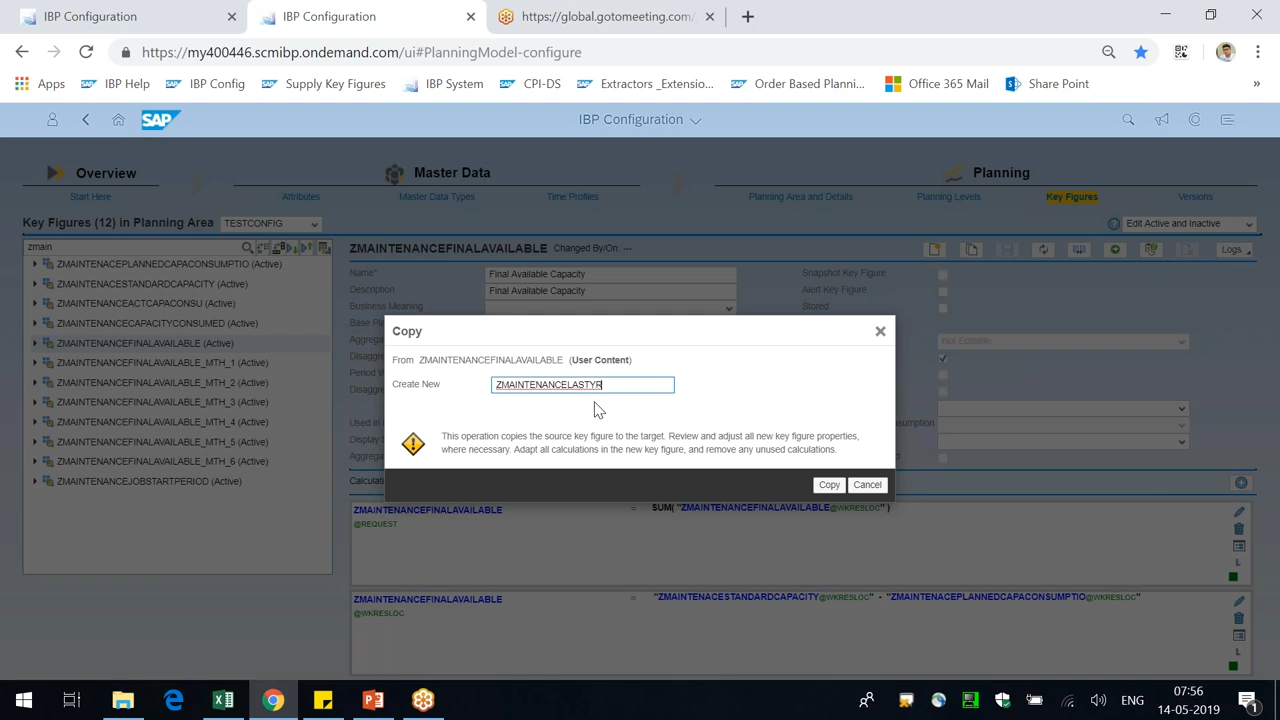 IBP Configuration
IBP Configuration
https://global.gotomeeting.com/
https://my400446.scmibp.ondemand.com/ui#PlanningModel-configure
Apps IBP Help IBP Config Supply Key Figures IBP System CPI-DS Extractors _Extensio... Order Based Planni... Office 365 Mail Share Point »
SAP IBP Configuration
Overview Master Data Planning
Start Here Attributes Master Data Types Time Profiles Planning Area and Details Planning Levels Key Figures Versions
Key Figures (12) in Planning Area TESTCONFIG Edit Active and Inactive
zmain
ZMAINTENACEPLANNEDCAPACONSUMPTIO (Active)
ZMAINTENACESTANDARDCAPACITY (Active)
ZMAINTENANCEACTCAPACONSU (Active)
ZMAINTENANCECAPACITYCONSUMED (Active)
ZMAINTENANCEFINALAVAILABLE (Active)
ZMAINTENANCEFINALAVAILABLE_MTH_1 (Active)
ZMAINTENANCEFINALAVAILABLE_MTH_2 (Active)
ZMAINTENANCEFINALAVAILABLE_MTH_3 (Active)
ZMAINTENANCEFINALAVAILABLE_MTH_4 (Active)
ZMAINTENANCEFINALAVAILABLE_MTH_5 (Active)
ZMAINTENANCEFINALAVAILABLE_MTH_6 (Active)
ZMAINTENANCEJOBSTARTPERIOD (Active)
ZMAINTENANCEFINALAVAILABLE Changed By/On: ---
Logs
Name* Final Available Capacity Snapshot Key Figure
Description Final Available Capacity Alert Key Figure
Business Meaning Stored
Base Pla
Aggrega Not Editable
Disaggre
Period W
Disaggre
Used in t onsumption
Display S
Aggrega
Calculati
Copy
From ZMAINTENANCEFINALAVAILABLE (User Content)
Create New ZMAINTENANCELASTYR
This operation copies the source key figure to the target. Review and adjust all new key figure properties,
where necessary. Adapt all calculations in the new key figure, and remove any unused calculations.
Copy Cancel
ZMAINTENANCEFINALAVAILABLE = SUM( "ZMAINTENANCEFINALAVAILABLE@WKRESLOC" )
@REQUEST
L
ZMAINTENANCEFINALAVAILABLE = "ZMAINTENACESTANDARDCAPACITY@WKRESLOC" - "ZMAINTENACEPLANNEDCAPACONSUMPTIO@WKRESLOC"
@WKRESLOC
L
ENG
07:56
14-05-2019
1